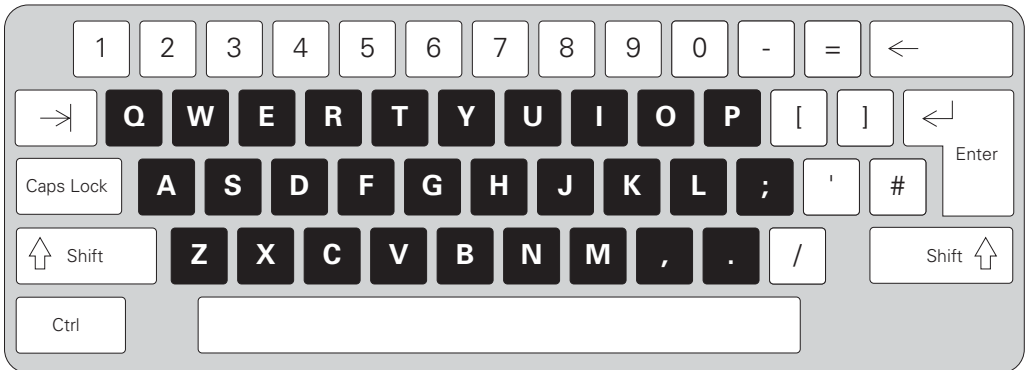 1 2 3 4 5 6 7 8 9 0 - =
Q W E R T Y U I O P [ ]
Enter
Caps Lock A S D F G H J K L ; ' #
Shift Z X C V B N M , . / Shift
Ctrl